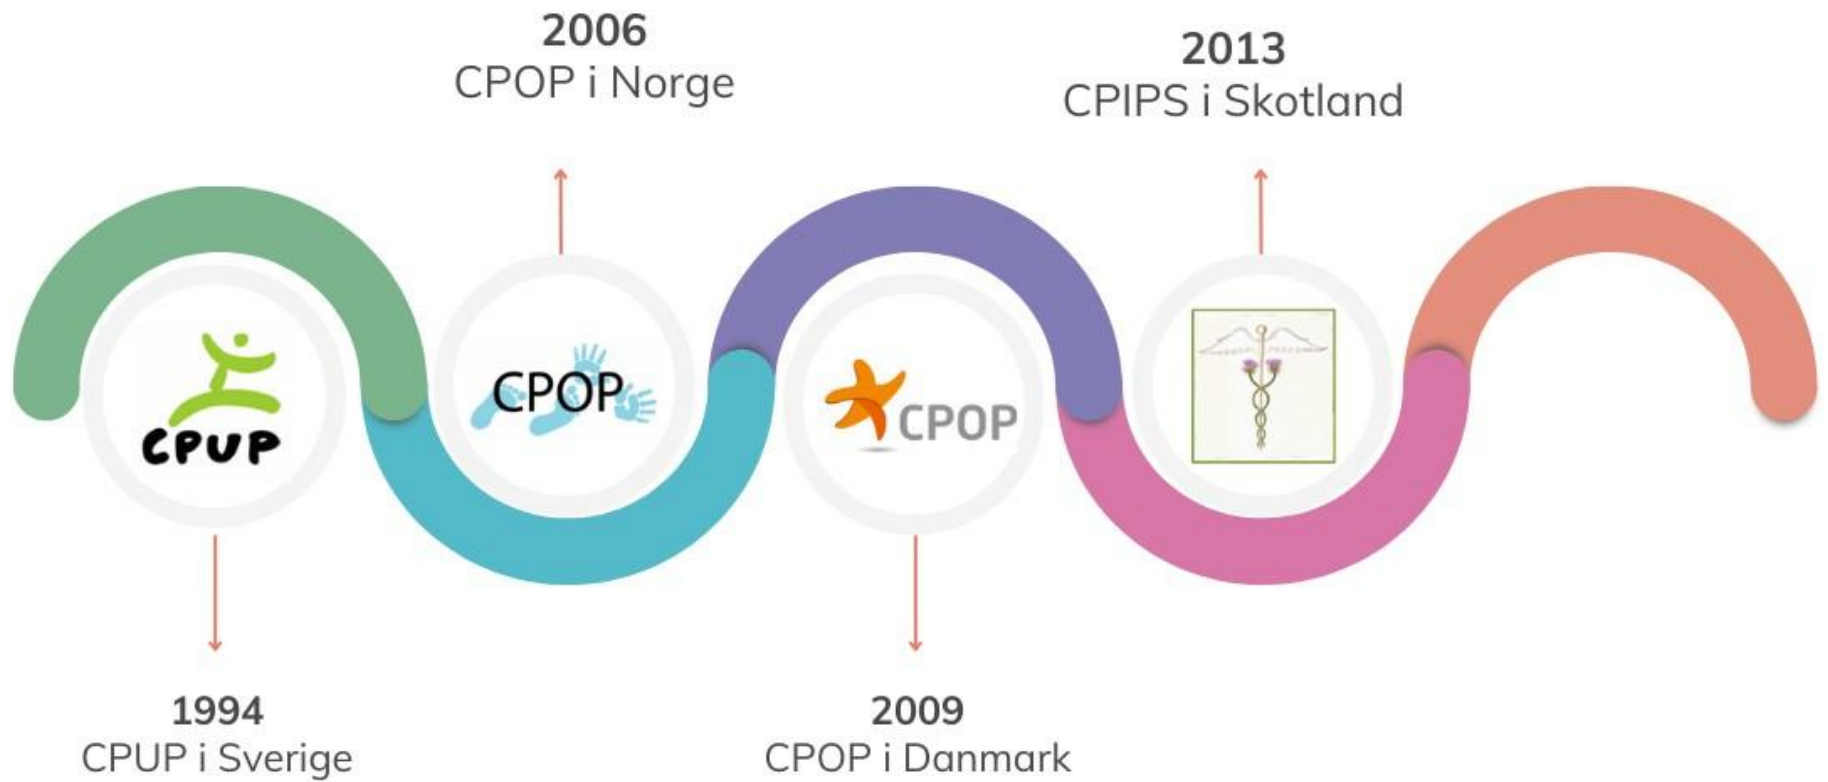 2006
CPOP i Norge
2013
CPIPS i Skotland
CPUP
CPOP
CPOP
1994
CPUP i Sverige
2009
CPOP i Danmark